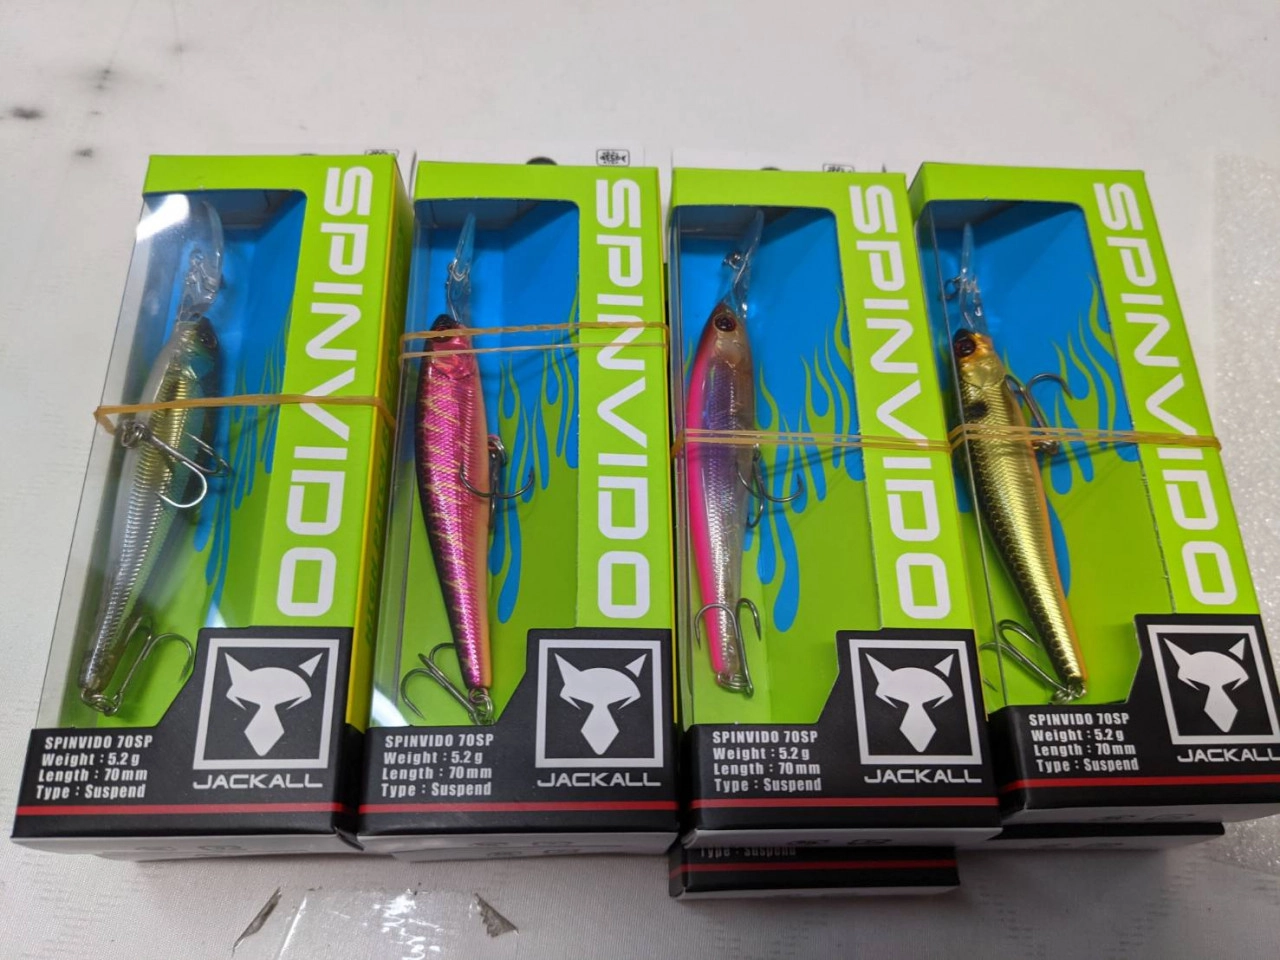 SPINVIDO
JACKALL
SPINVIDO 70SP
Weight : 5.2 g
Length : 70mm
Type : Suspend
SPINVIDO
JACKALL
SPINVIDO 70SP
Weight : 5.2 g
Length : 70mm
Type : Suspend
SPINVIDO
JACKALL
SPINVIDO 70SP
Weight : 5.2 g
Length : 70mm
Type : Suspend
SPINVIDO
JACKALL
SPINVIDO 70SP
Weight : 5.2 g
Length : 70mm
Type : Suspend
Type : Suspend